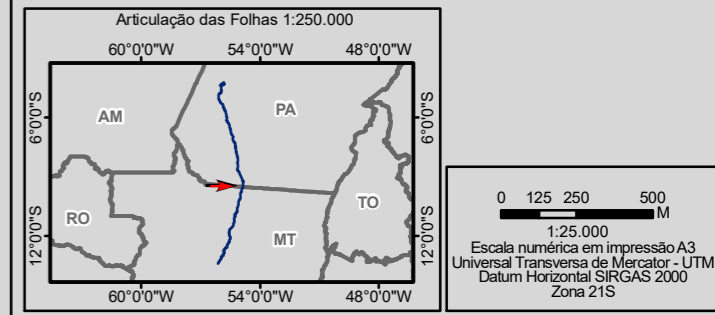 Articulação das Folhas 1:250.000
60°0'0"W 54°0'0"W 48°0'0"W
6°0'0"S 6°0'0"S
AM PA
RO MT TO
12°0'0"S 12°0'0"S
60°0'0"W 54°0'0"W 48°0'0"W
0 125 250 500
M
1:25.000
Escala numérica em impressão A3
Universal Transversa de Mercator - UTM
Datum Horizontal SIRGAS 2000
Zona 21S